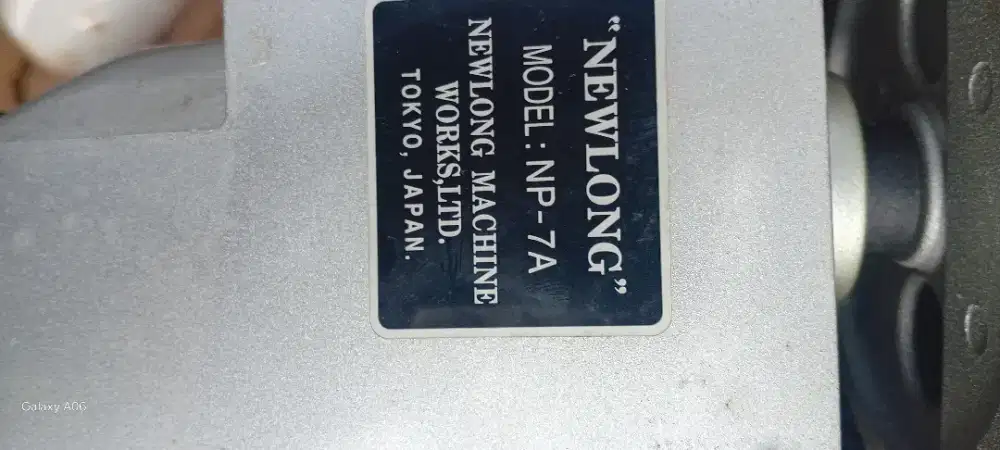 "NEWLONG"
MODEL: NP-7A
NEWLONG MACHINE
WORKS,LTD.
TOKYO, JAPAN.
Galaxy A06